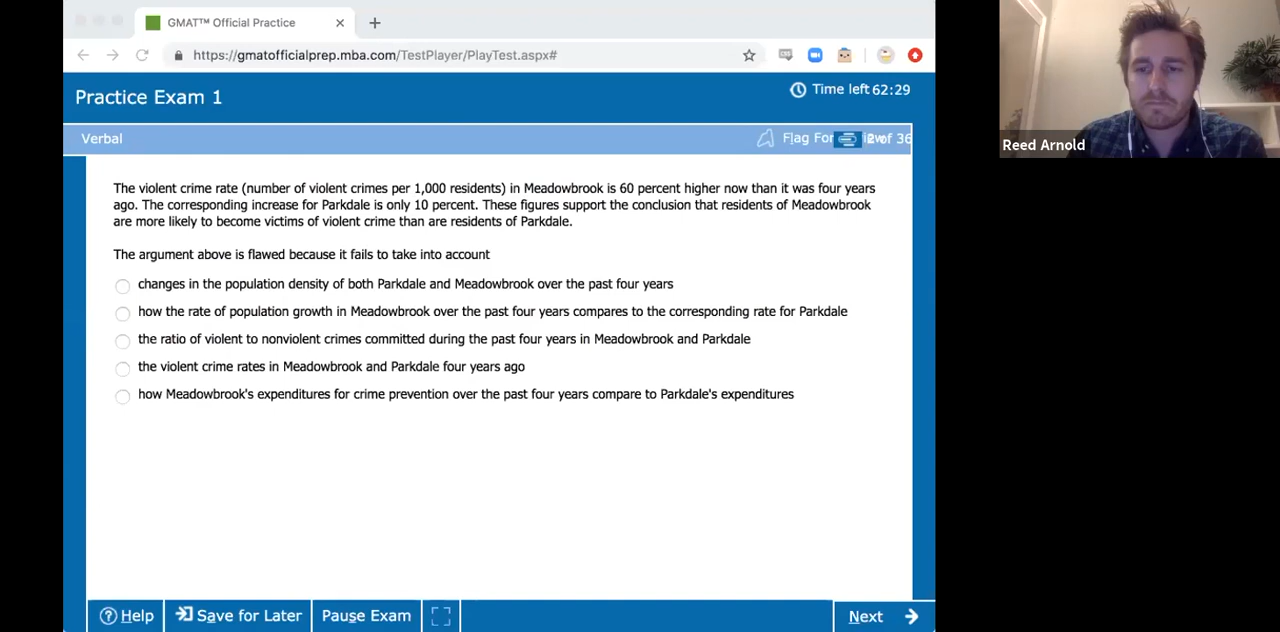 GMAT™ Official Practice
https://gmatofficialprep.mba.com/TestPlayer/PlayTest.aspx#
Practice Exam 1
Time left 62:29
Verbal
Flag For
of 36
The violent crime rate (number of violent crimes per 1,000 residents) in Meadowbrook is 60 percent higher now than it was four years
ago. The corresponding increase for Parkdale is only 10 percent. These figures support the conclusion that residents of Meadowbrook
are more likely to become victims of violent crime than are residents of Parkdale.
The argument above is flawed because it fails to take into account
changes in the population density of both Parkdale and Meadowbrook over the past four years
how the rate of population growth in Meadowbrook over the past four years compares to the corresponding rate for Parkdale
the ratio of violent to nonviolent crimes committed during the past four years in Meadowbrook and Parkdale
the violent crime rates in Meadowbrook and Parkdale four years ago
how Meadowbrook's expenditures for crime prevention over the past four years compare to Parkdale's expenditures
Help
Save for Later
Pause Exam
Next
Reed Arnold